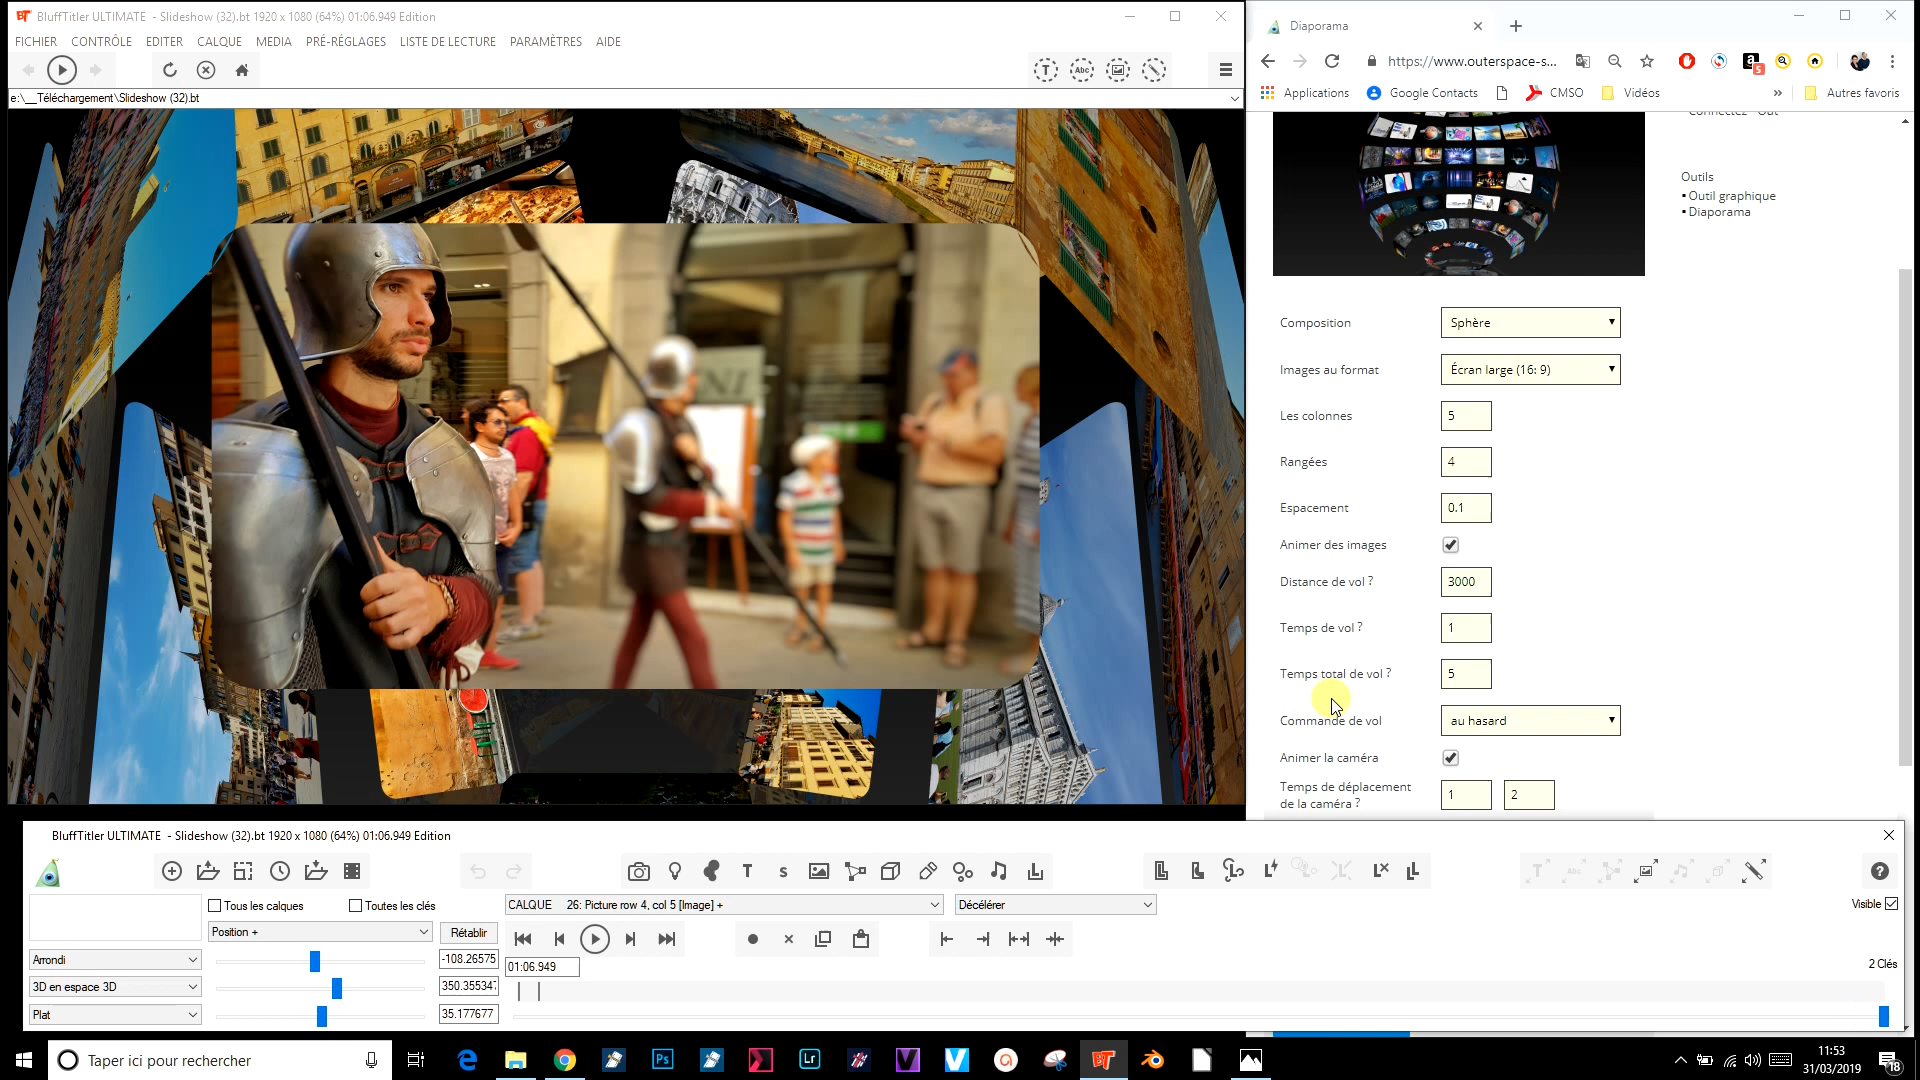 BluffTitler ULTIMATE - Slideshow (32).bt 1920 x 1080 (64%) 01:06.949 Edition
FICHIER CONTRÔLE EDITER CALQUE MEDIA PRÉ-RÉGLAGES LISTE DE LECTURE PARAMÈTRES AIDE
T Abc
e:\__Téléchargement\Slideshow (32).bt
Diaporama
https://www.outerspace-s...
5
Applications Google Contacts CMSO Vidéos » Autres favoris
Outils
Outil graphique
Diaporama
Composition Sphère
Images au format Écran large (16: 9)
Les colonnes 5
Rangées 4
Espacement 0.1
Animer des images
Distance de vol ? 3000
Temps de vol ? 1
Temps total de vol ? 5
Commande de vol au hasard
Animer la caméra
Temps de déplacement de la caméra ? 1 2
BluffTitler ULTIMATE - Slideshow (32).bt 1920 x 1080 (64%) 01:06.949 Edition
Tous les calques Toutes les clés CALQUE 26: Picture row 4, col 5 [Image] + Décélérer Visible
Position + Rétablir
Arrondi -108.26575 01:06.949 2 Clés
3D en espace 3D 350.355347
Plat 35.177677
Taper ici pour rechercher
Ps Lr BT
11:53
31/03/2019
18